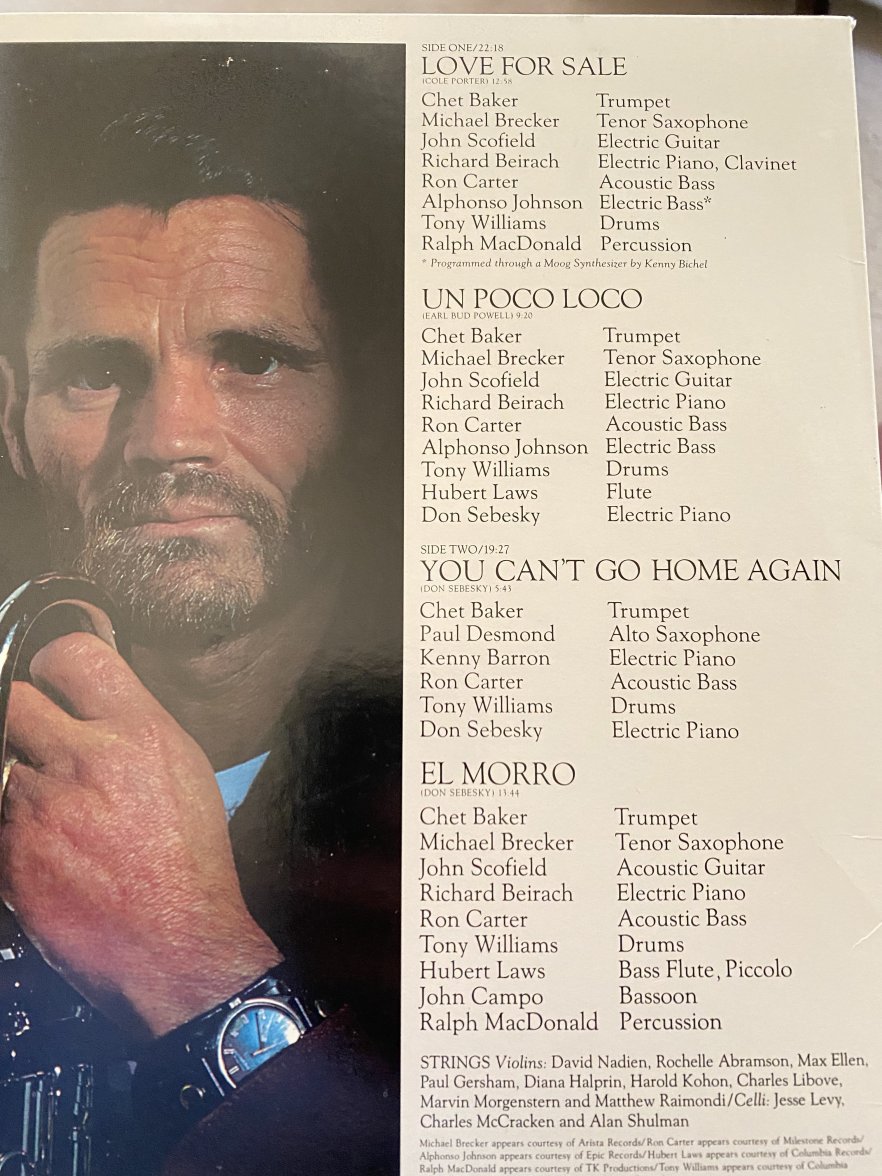 SIDE ONE/22:18
LOVE FOR SALE
(COLE PORTER) 12:58
Chet Baker Trumpet
Michael Brecker Tenor Saxophone
John Scofield Electric Guitar
Richard Beirach Electric Piano, Clavinet
Ron Carter Acoustic Bass
Alphonso Johnson Electric Bass*
Tony Williams Drums
Ralph MacDonald Percussion
* Programmed through a Moog Synthesizer by Kenny Bichel
UN POCO LOCO
(EARL BUD POWELL) 9:20
Chet Baker Trumpet
Michael Brecker Tenor Saxophone
John Scofield Electric Guitar
Richard Beirach Electric Piano
Ron Carter Acoustic Bass
Alphonso Johnson Electric Bass
Tony Williams Drums
Hubert Laws Flute
Don Sebesky Electric Piano
SIDE TWO/19:27
YOU CAN'T GO HOME AGAIN
(DON SEBESKY) 5:43
Chet Baker Trumpet
Paul Desmond Alto Saxophone
Kenny Barron Electric Piano
Ron Carter Acoustic Bass
Tony Williams Drums
Don Sebesky Electric Piano
EL MORRO
(DON SEBESKY) 13:44
Chet Baker Trumpet
Michael Brecker Tenor Saxophone
John Scofield Acoustic Guitar
Richard Beirach Electric Piano
Ron Carter Acoustic Bass
Tony Williams Drums
Hubert Laws Bass Flute, Piccolo
John Campo Bassoon
Ralph MacDonald Percussion
STRINGS Violins: David Nadien, Rochelle Abramson, Max Ellen,
Paul Gersham, Diana Halprin, Harold Kohon, Charles Libove,
Marvin Morgenstern and Matthew Raimondi/Celli: Jesse Levy,
Charles McCracken and Alan Shulman
Michael Brecker appears courtesy of Arista Records/Ron Carter appears courtesy of Milestone Records/
Alphonso Johnson appears courtesy of Epic Records/Hubert Laws appears courtesy of Columbia Records/
Ralph MacDonald appears courtesy of TK Productions/Tony Williams appears courtesy of Columbia